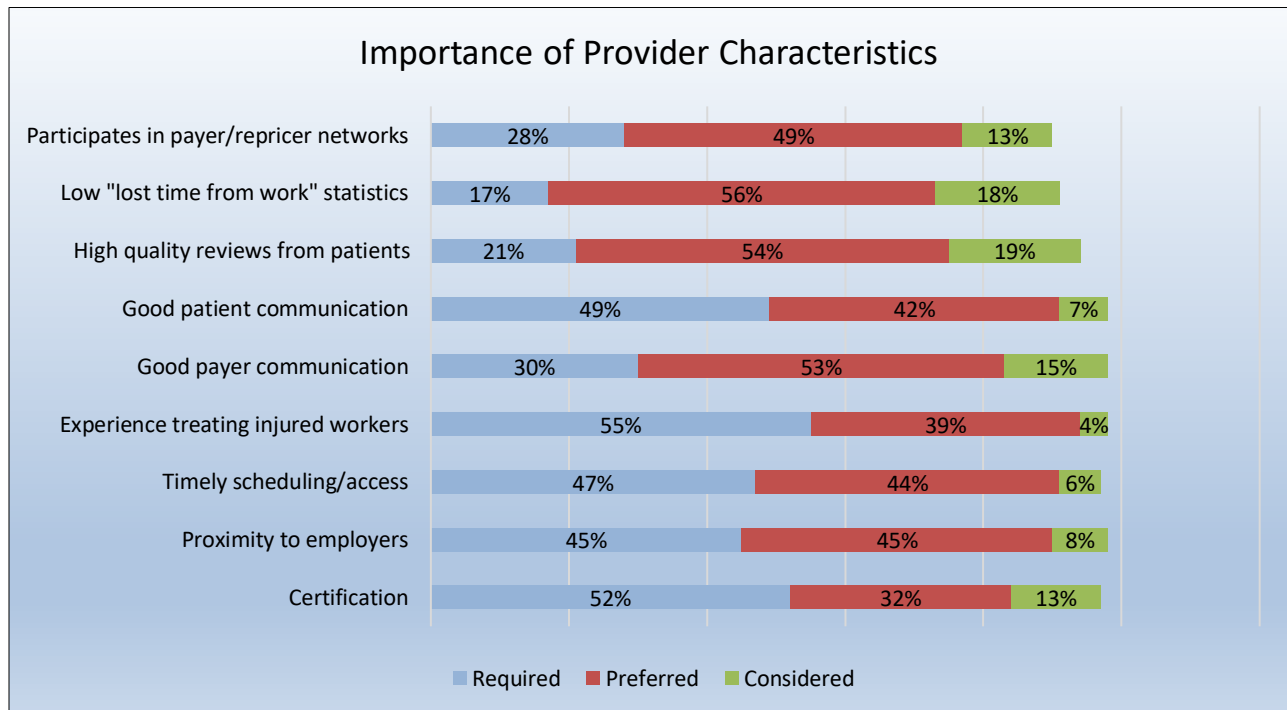 Importance of Provider Characteristics
Participates in payer/repricer networks 28% 49% 13%
Low "lost time from work" statistics 17% 56% 18%
High quality reviews from patients 21% 54% 19%
Good patient communication 49% 42% 7%
Good payer communication 30% 53% 15%
Experience treating injured workers 55% 39% 4%
Timely scheduling/access 47% 44% 6%
Proximity to employers 45% 45% 8%
Certification 52% 32% 13%
Required Preferred Considered